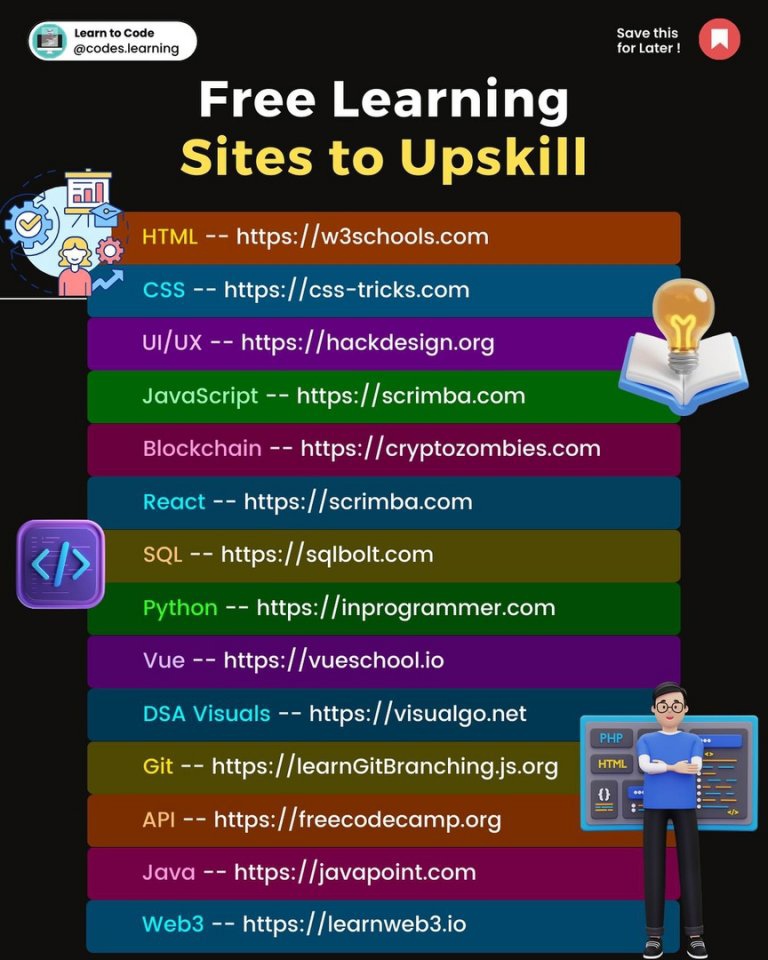 Learn to Code
@codes.learning
Save this
for Later !
Free Learning
Sites to Upskill
HTML -- https://w3schools.com
CSS -- https://css-tricks.com
UI/UX -- https://hackdesign.org
JavaScript -- https://scrimba.com
Blockchain -- https://cryptozombies.com
React -- https://scrimba.com
SQL -- https://sqlbolt.com
Python -- https://inprogrammer.com
Vue -- https://vueschool.io
DSA Visuals -- https://visualgo.net
Git -- https://learnGitBranching.js.org
API -- https://freecodecamp.org
Java -- https://javapoint.com
Web3 -- https://learnweb3.io
PHP
HTML
{}
</>
<>
</>